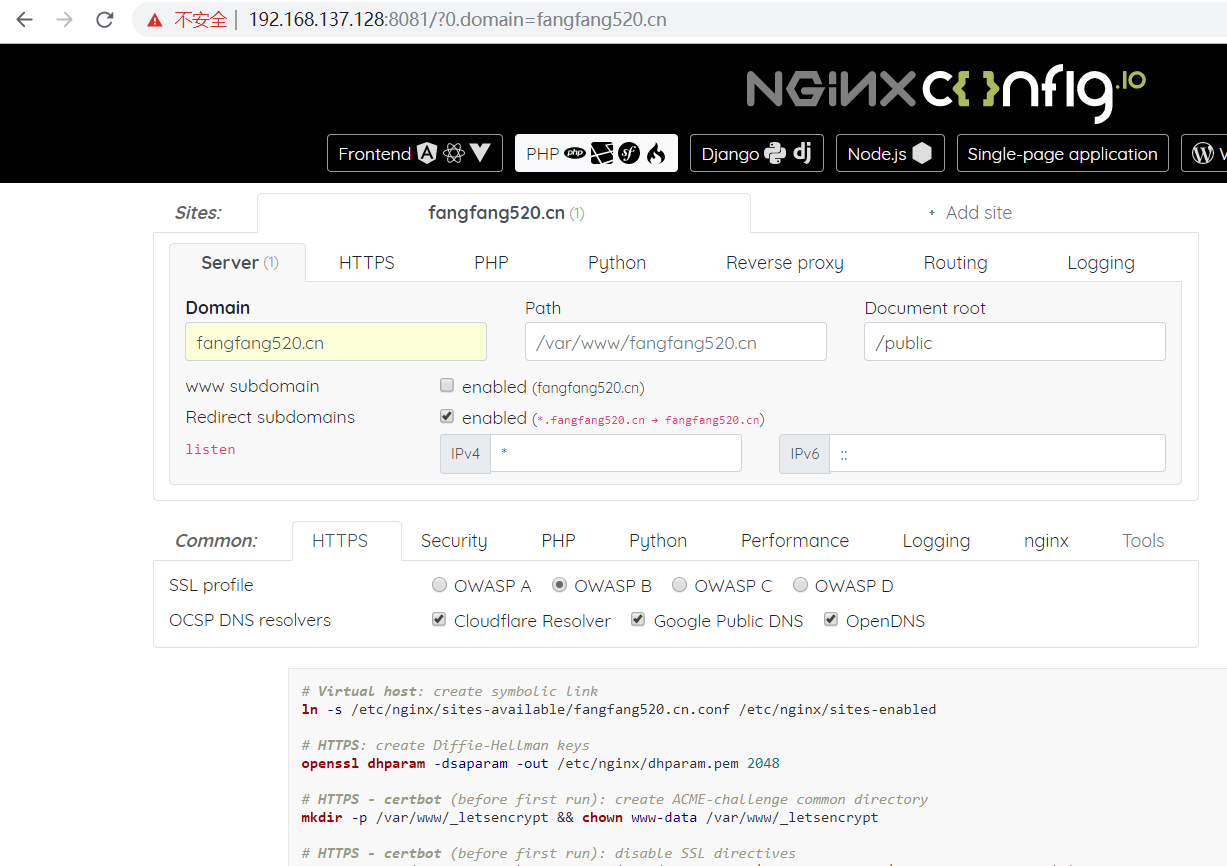 不安全 | 192.168.137.128:8081/?0.domain=fangfang520.cn
NGINXCONFIG.IO
Frontend PHP php Django dj Node.js Single-page application
Sites: fangfang520.cn (1) + Add site
Server (1) HTTPS PHP Python Reverse proxy Routing Logging
Domain Path Document root
fangfang520.cn /var/www/fangfang520.cn /public
www subdomain enabled (fangfang520.cn)
Redirect subdomains enabled (*.fangfang520.cn → fangfang520.cn)
listen IPv4 * IPv6 ::
Common: HTTPS Security PHP Python Performance Logging nginx Tools
SSL profile OWASP A OWASP B OWASP C OWASP D
OCSP DNS resolvers Cloudflare Resolver Google Public DNS OpenDNS
# Virtual host: create symbolic link
ln -s /etc/nginx/sites-available/fangfang520.cn.conf /etc/nginx/sites-enabled
# HTTPS: create Diffie-Hellman keys
openssl dhparam -dsaparam -out /etc/nginx/dhparam.pem 2048
# HTTPS - certbot (before first run): create ACME-challenge common directory
mkdir -p /var/www/_letsencrypt && chown www-data /var/www/_letsencrypt
# HTTPS - certbot (before first run): disable SSL directives